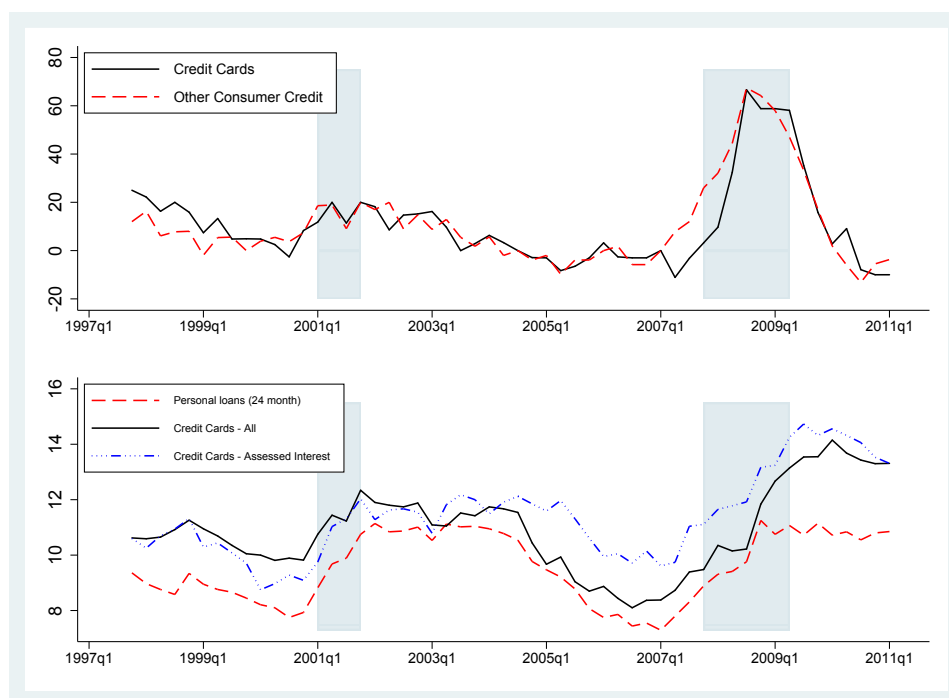 80
60
40
20
0
-20
Credit Cards
Other Consumer Credit
1997q1 1999q1 2001q1 2003q1 2005q1 2007q1 2009q1 2011q1
16
14
12
10
8
Personal loans (24 month)
Credit Cards - All
Credit Cards - Assessed Interest
1997q1 1999q1 2001q1 2003q1 2005q1 2007q1 2009q1 2011q1